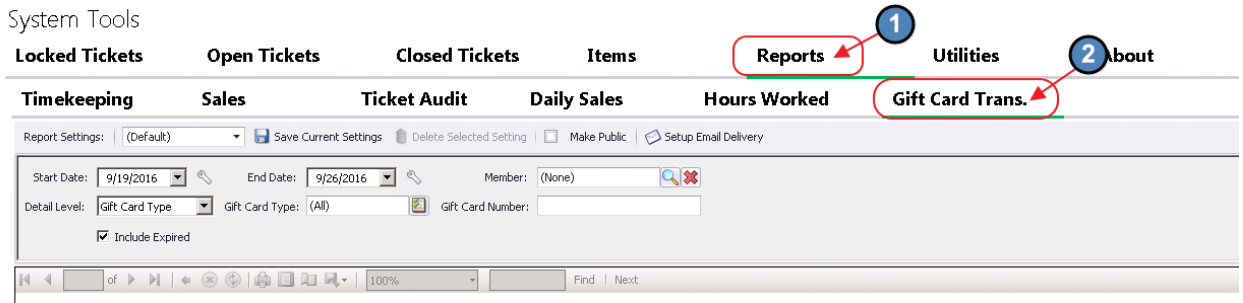 System Tools
1
Locked Tickets Open Tickets Closed Tickets Items Reports Utilities 2 About
Timekeeping Sales Ticket Audit Daily Sales Hours Worked Gift Card Trans.
Report Settings: (Default) Save Current Settings Delete Selected Setting Make Public Setup Email Delivery
Start Date: 9/19/2016 End Date: 9/26/2016 Member: (None)
Detail Level: Gift Card Type Gift Card Type: (All) Gift Card Number:
Include Expired
of 100% Find | Next